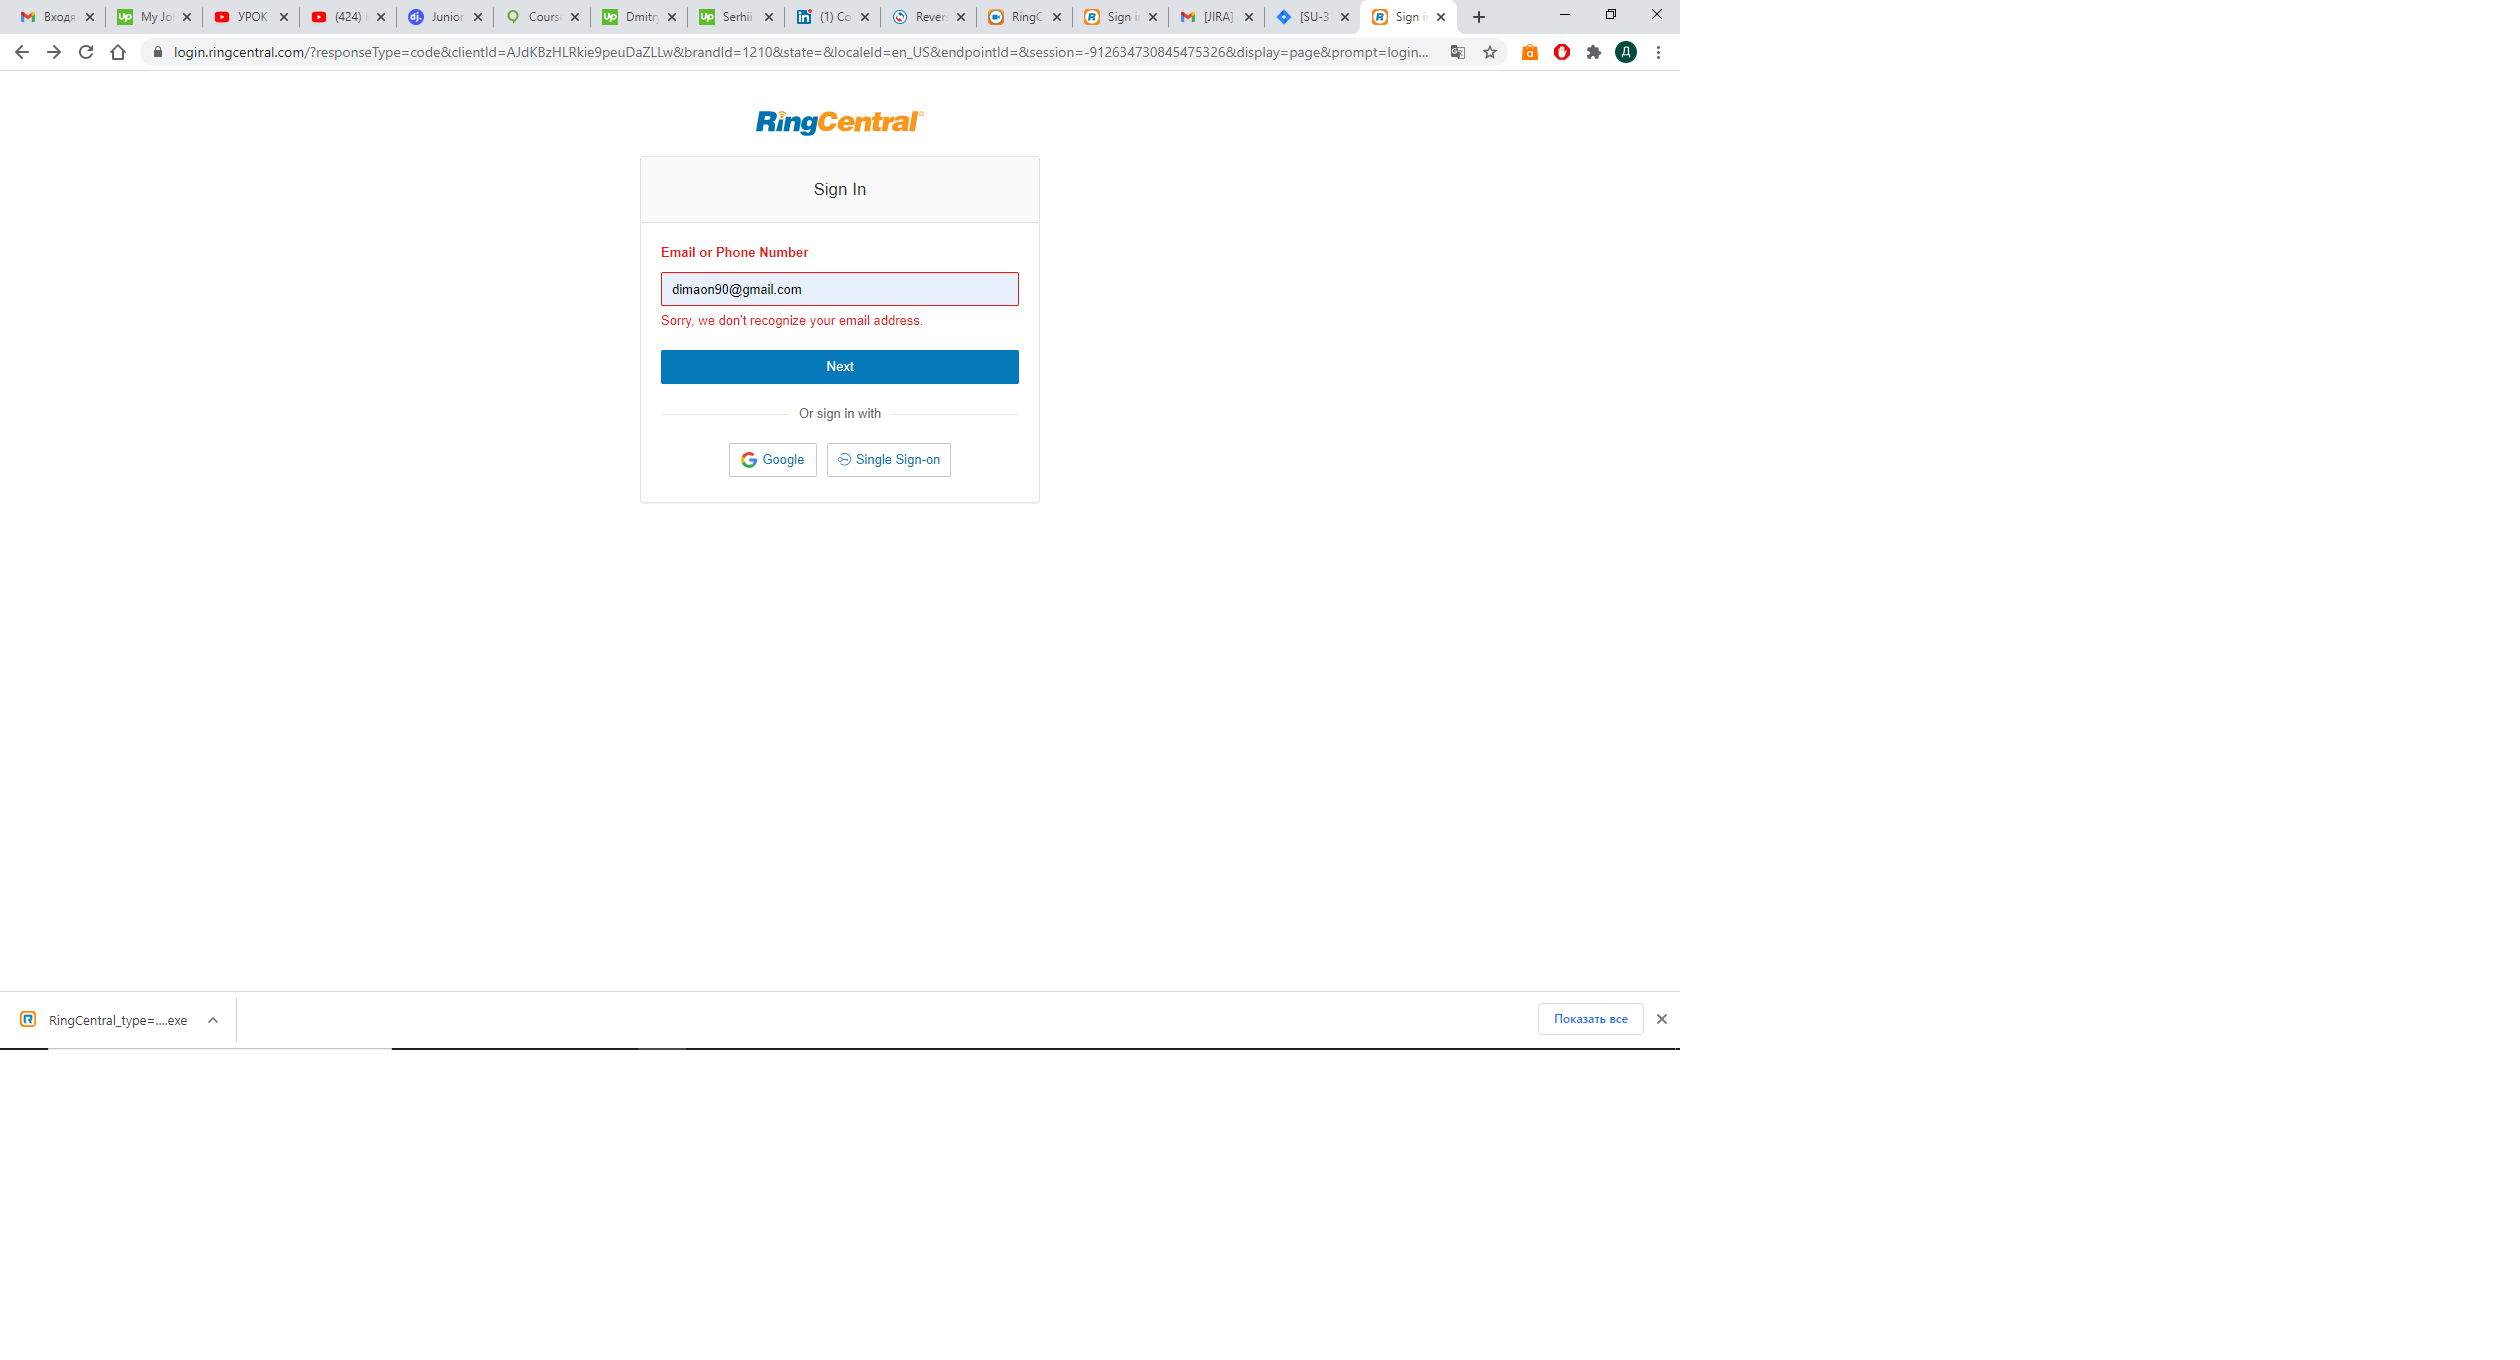 Входя
My Jo
УРОК
(424)
Junior
Cours
Dmitr
Serhii
(1) Co
Rever
RingC
Sign i
[JIRA]
[SU-3
Sign i
login.ringcentral.com/?responseType=code&clientId=AJdKBzHLRkie9peuDaZLLw&brandId=1210&state=&localeId=en_US&endpointId=&session=-912634730845475326&display=page&prompt=login...
Д
RingCentral
Sign In
Email or Phone Number
dimaon90@gmail.com
Sorry, we don't recognize your email address.
Next
Or sign in with
Google
Single Sign-on
RingCentral_type=....exe
Показать все